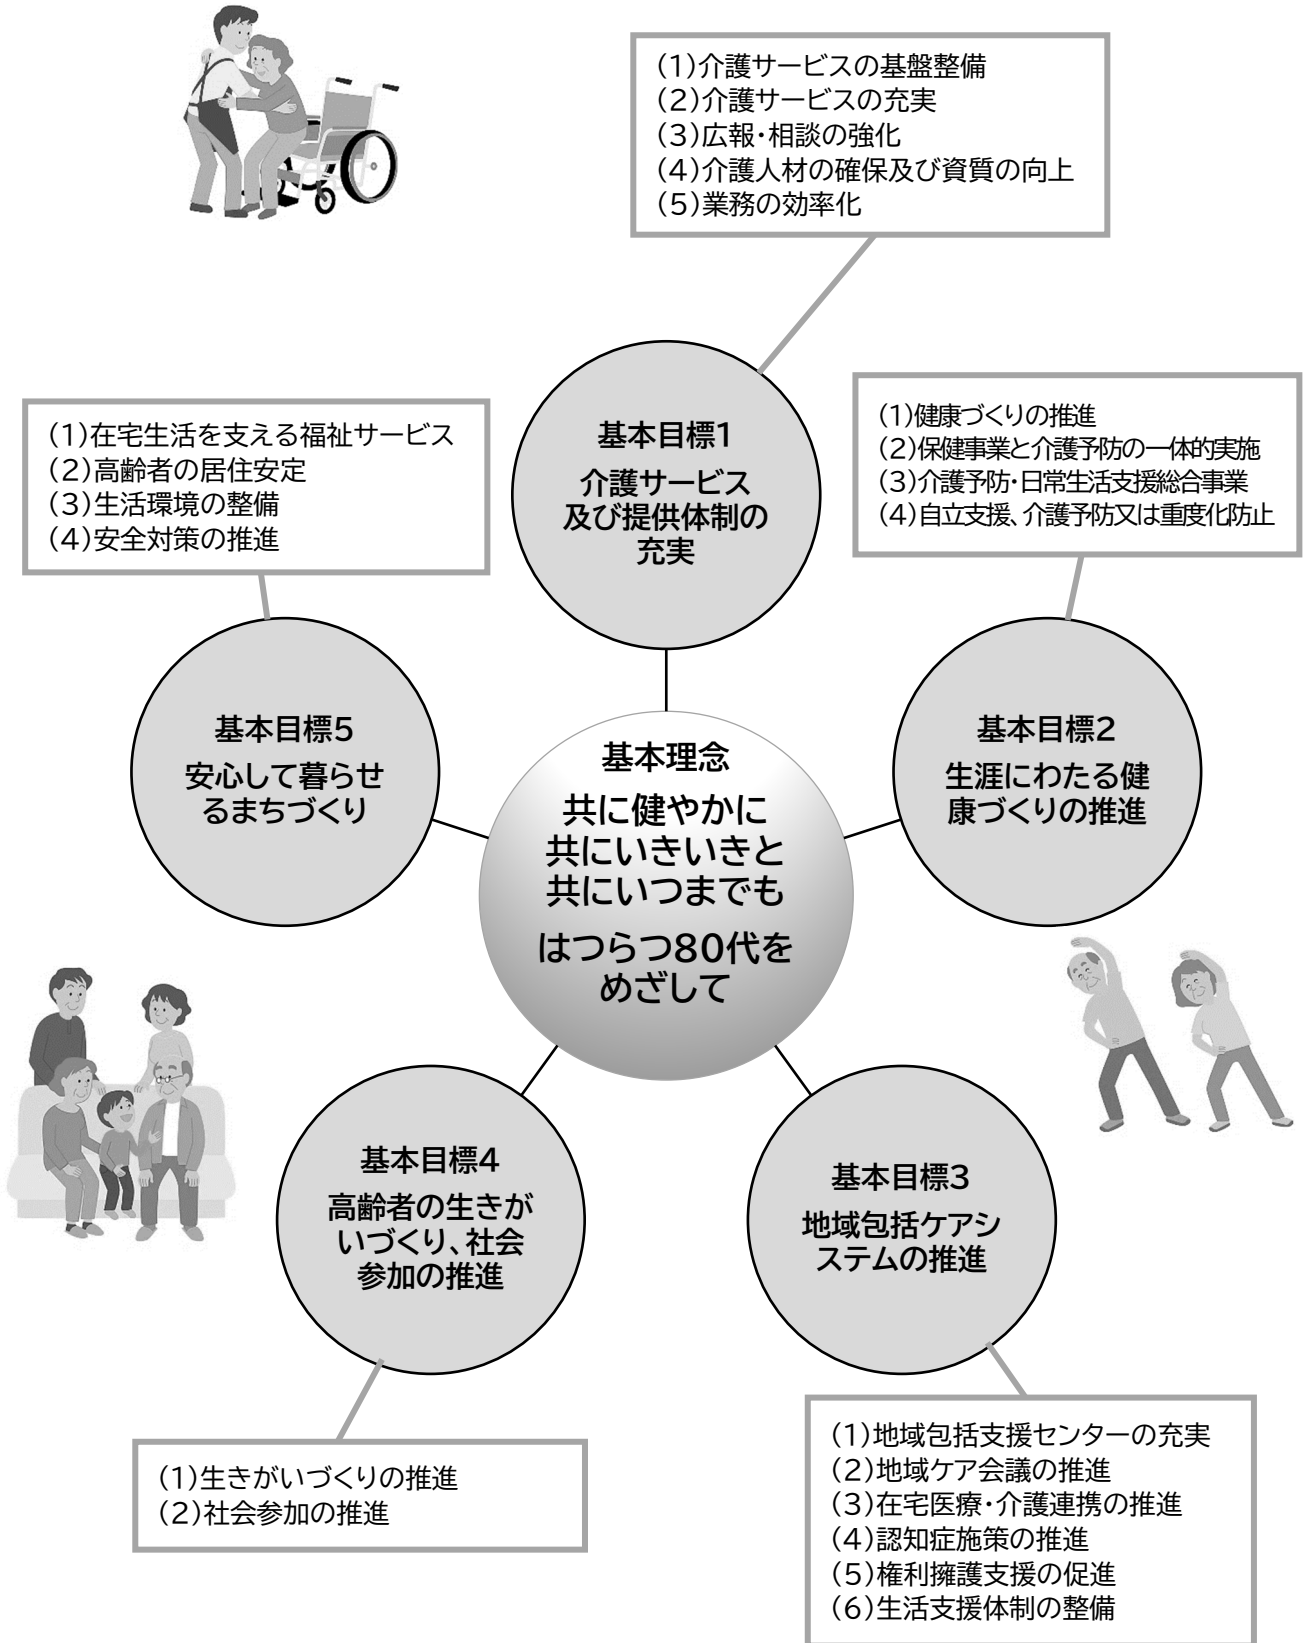 (1)介護サービスの基盤整備
(2)介護サービスの充実
(3)広報・相談の強化
(4)介護人材の確保及び資質の向上
(5)業務の効率化
基本目標1
介護サービス
及び提供体制の
充実
(1)健康づくりの推進
(2)保健事業と介護予防の一体的実施
(3)介護予防・日常生活支援総合事業
(4)自立支援、介護予防又は重度化防止
(1)在宅生活を支える福祉サービス
(2)高齢者の居住安定
(3)生活環境の整備
(4)安全対策の推進
基本目標5
安心して暮らせ
るまちづくり
基本理念
共に健やかに
共にいきいきと
共にいつまでも
はつらつ80代を
めざして
基本目標2
生涯にわたる健
康づくりの推進
基本目標4
高齢者の生きが
いづくり、社会
参加の推進
基本目標3
地域包括ケアシ
ステムの推進
(1)生きがいづくりの推進
(2)社会参加の推進
(1)地域包括支援センターの充実
(2)地域ケア会議の推進
(3)在宅医療・介護連携の推進
(4)認知症施策の推進
(5)権利擁護支援の促進
(6)生活支援体制の整備